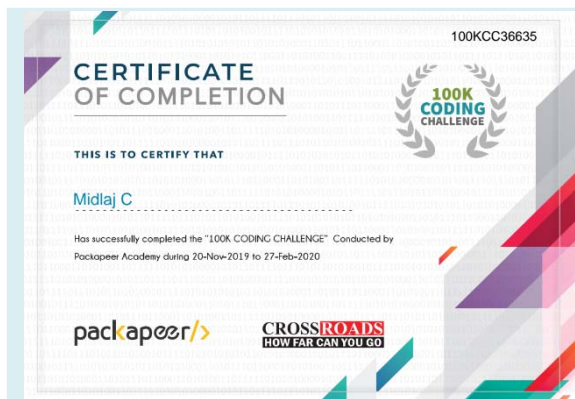 100KCC36635
CERTIFICATE
OF COMPLETION
100K
CODING
CHALLENGE
THIS IS TO CERTIFY THAT
Midlaj C
Has successfully completed the "100K CODING CHALLENGE" Conducted by
Packapeer Academy during 20-Nov-2019 to 27-Feb-2020
packapeer/>
CROSSROADS
HOW FAR CAN YOU GO